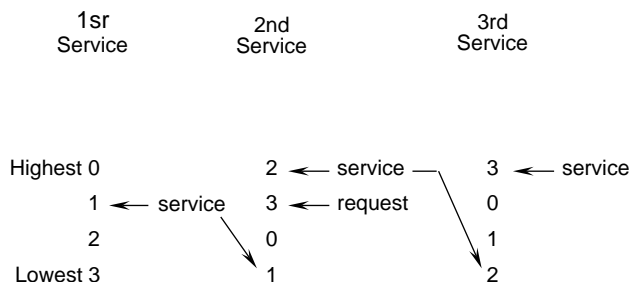 1sr 2nd 3rd
Service Service Service
Highest 0 2 service 3 service
1 service 3 request 0
2 0 1
Lowest 3 1 2